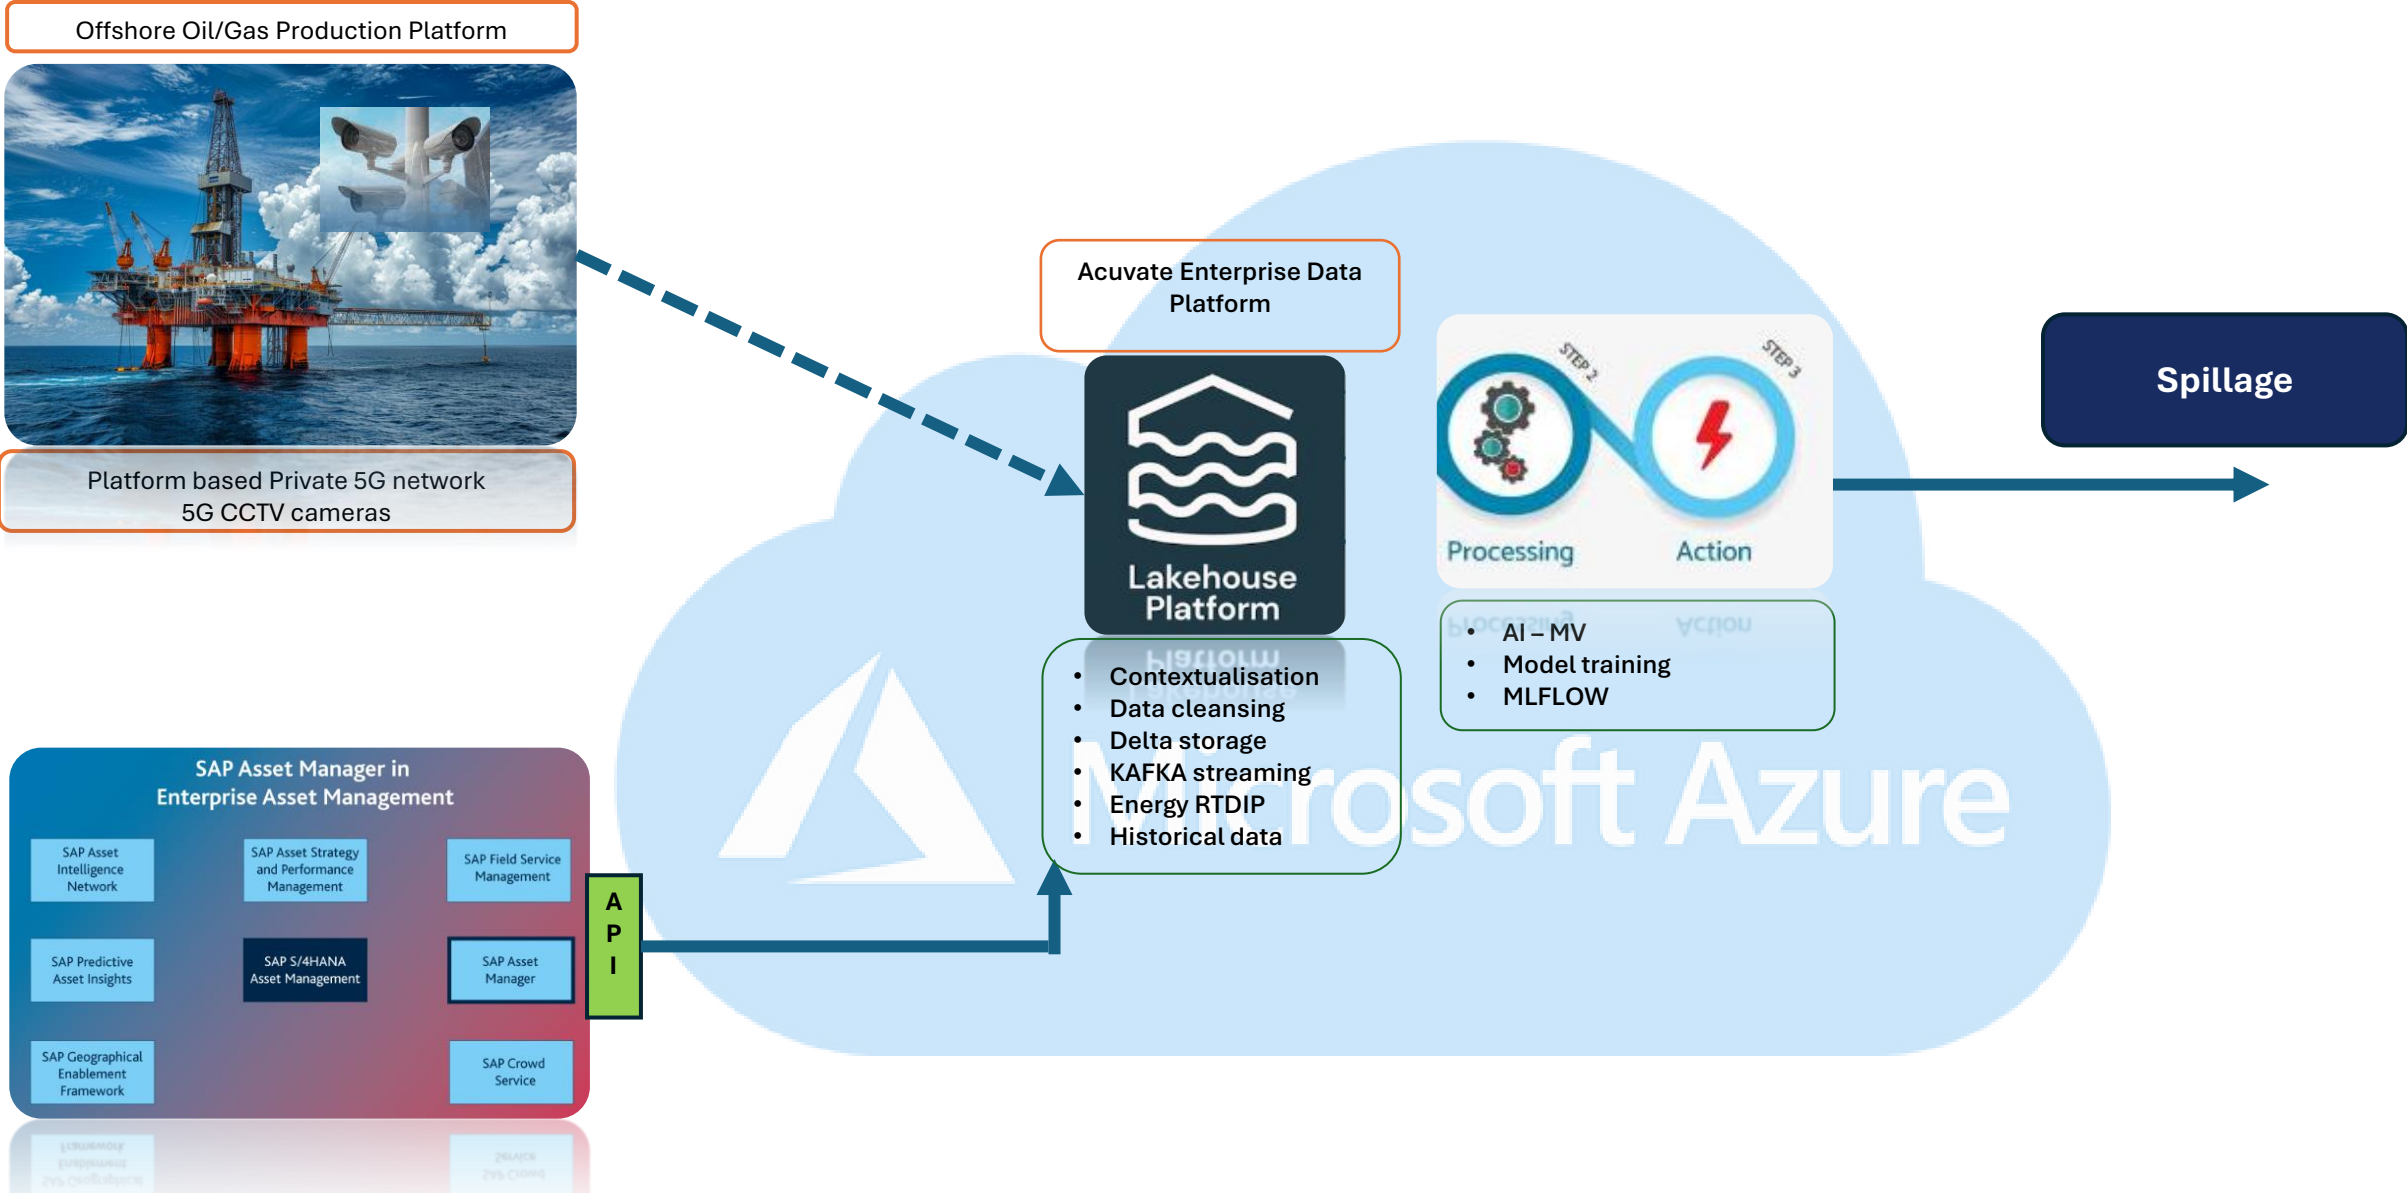 Offshore Oil/Gas Production Platform
Platform based Private 5G network
5G CCTV cameras
SAP Asset Manager in
Enterprise Asset Management
SAP Asset
Intelligence
Network
SAP Asset Strategy
and Performance
Management
SAP Field Service
Management
SAP Predictive
Asset Insights
SAP S/4HANA
Asset Management
SAP Asset
Manager
SAP Geographical
Enablement
Framework
SAP Crowd
Service
A
P
I
Acuvate Enterprise Data
Platform
Lakehouse
Platform
• Contextualisation
• Data cleansing
• Delta storage
• KAFKA streaming
• Energy RTDIP
• Historical data
STEP 2
STEP 3
Processing
Action
• AI – MV
• Model training
• MLFLOW
Microsoft Azure
Spillage